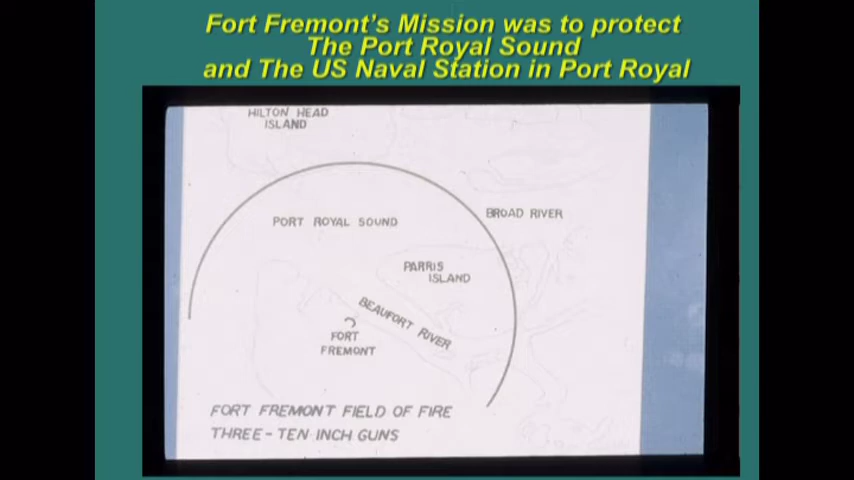 Fort Fremont's Mission was to protect
The Port Royal Sound
and The US Naval Station in Port Royal
HILTON HEAD
ISLAND
PORT ROYAL SOUND
BROAD RIVER
PARRIS
ISLAND
BEAUFORT RIVER
FORT
FREMONT
FORT FREMONT FIELD OF FIRE
THREE-TEN INCH GUNS